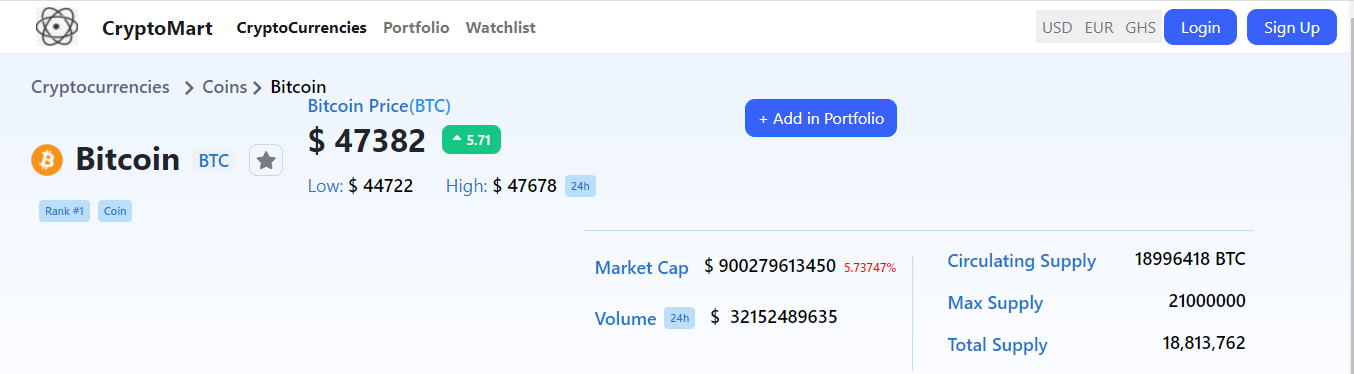 CryptoMart CryptoCurrencies Portfolio Watchlist USD EUR GHS Login Sign Up
Cryptocurrencies > Coins > Bitcoin
Bitcoin Price(BTC)
+ Add in Portfolio
$ 47382 5.71
Bitcoin BTC
Low: $ 44722 High: $ 47678 24h
Rank #1 Coin
Market Cap $ 900279613450 5.73747%
Volume 24h $ 32152489635
Circulating Supply 18996418 BTC
Max Supply 21000000
Total Supply 18,813,762